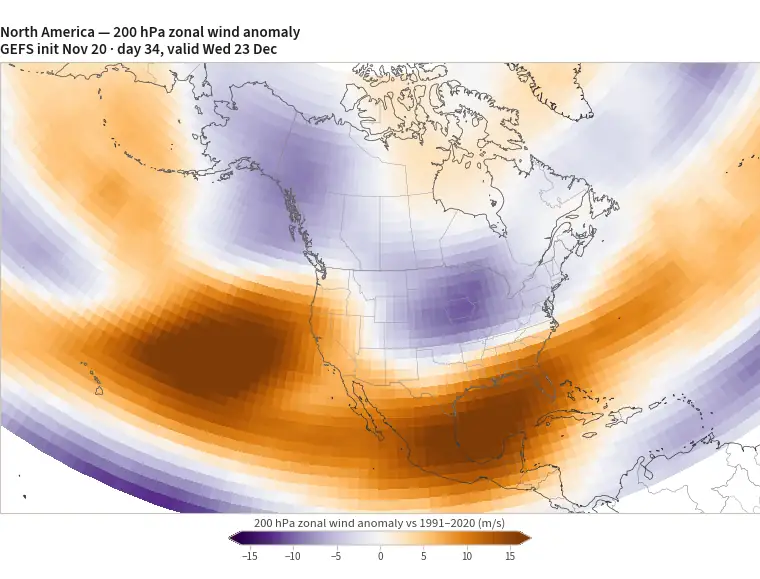 North America — 200 hPa zonal wind anomaly
GEFS init Nov 20 · day 34, valid Wed 23 Dec
200 hPa zonal wind anomaly vs 1991–2020 (m/s)
−15 −10 −5 0 5 10 15